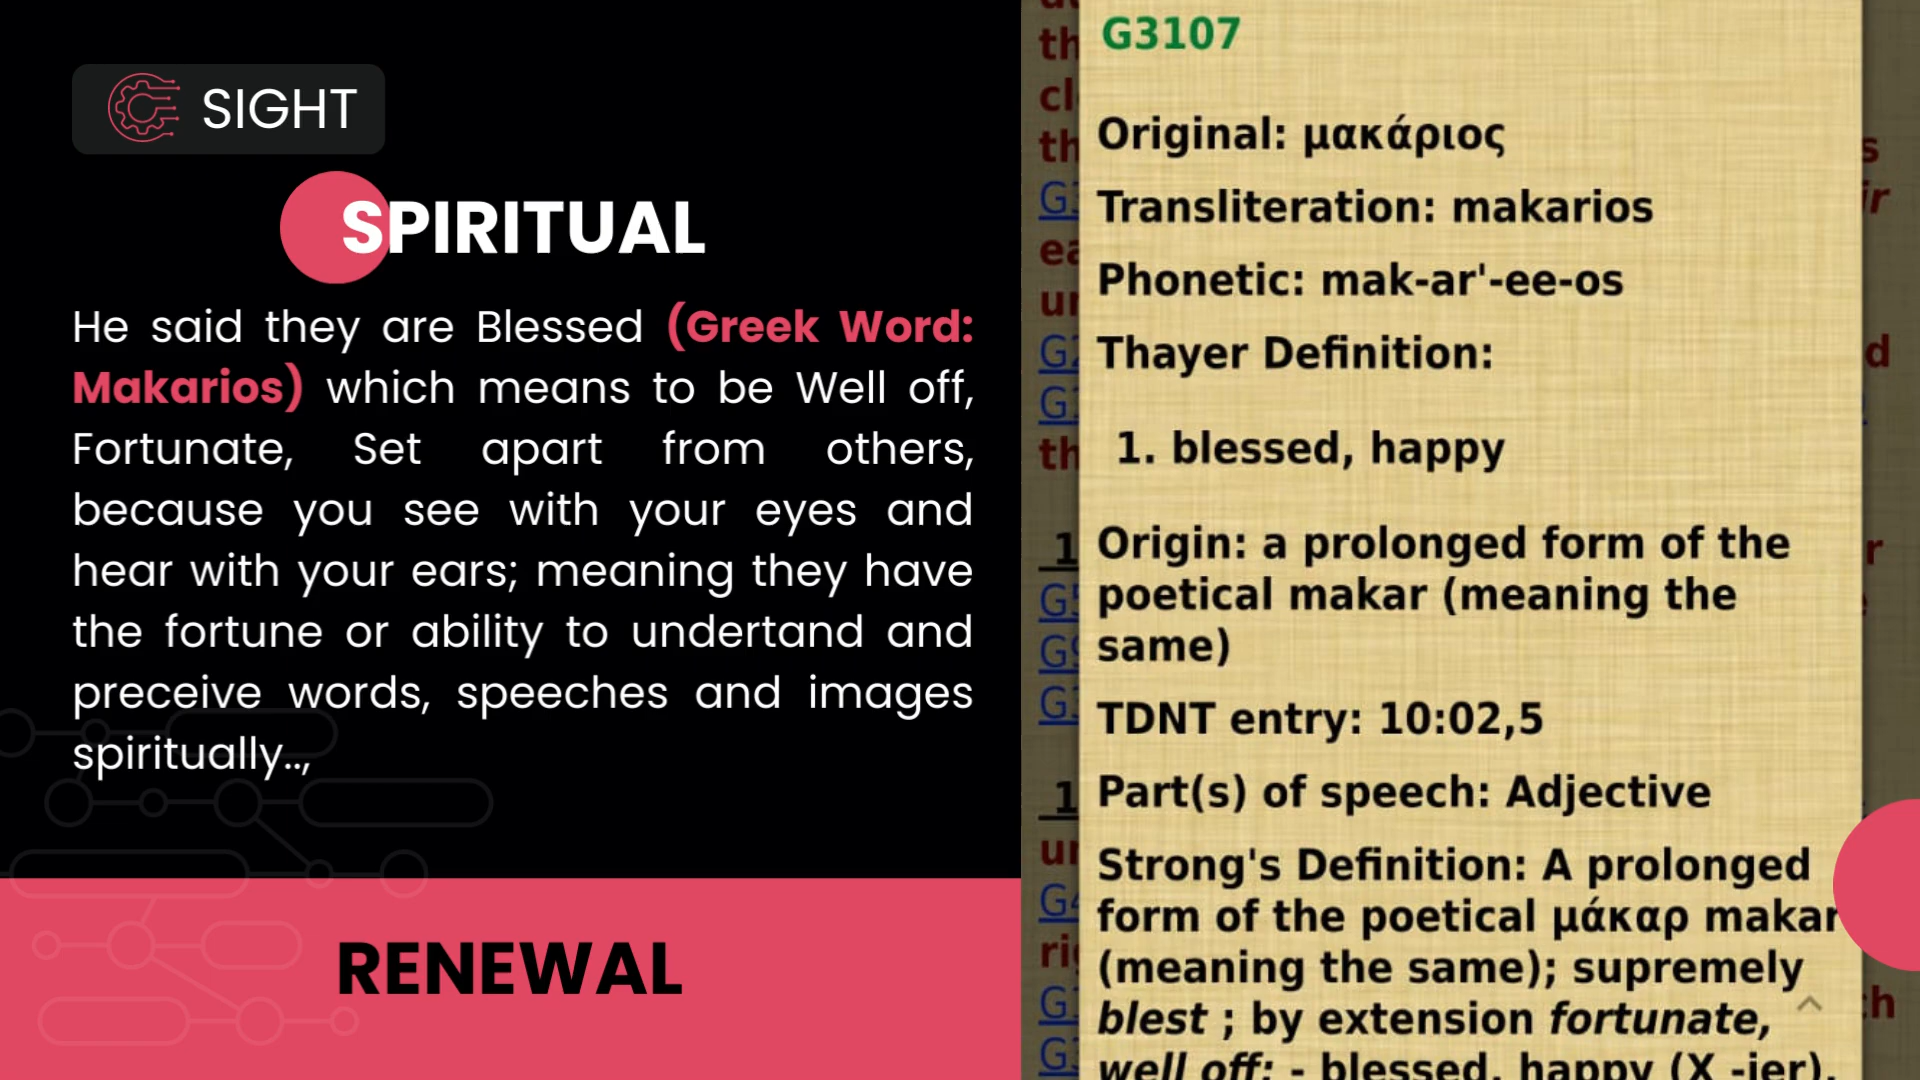 SIGHT
SPIRITUAL
He said they are Blessed (Greek Word:
Makarios) which means to be Well off,
Fortunate, Set apart from others,
because you see with your eyes and
hear with your ears; meaning they have
the fortune or ability to undertand and
preceive words, speeches and images
spiritually..,
RENEWAL
G3107
Original: μακάριος
Transliteration: makarios
Phonetic: mak-ar'-ee-os
Thayer Definition:
1. blessed, happy
Origin: a prolonged form of the
poetical makar (meaning the
same)
TDNT entry: 10:02,5
Part(s) of speech: Adjective
Strong's Definition: A prolonged
form of the poetical μάκαρ makar
(meaning the same); supremely
blest ; by extension fortunate,
well off: - blessed, happy (X -ier).